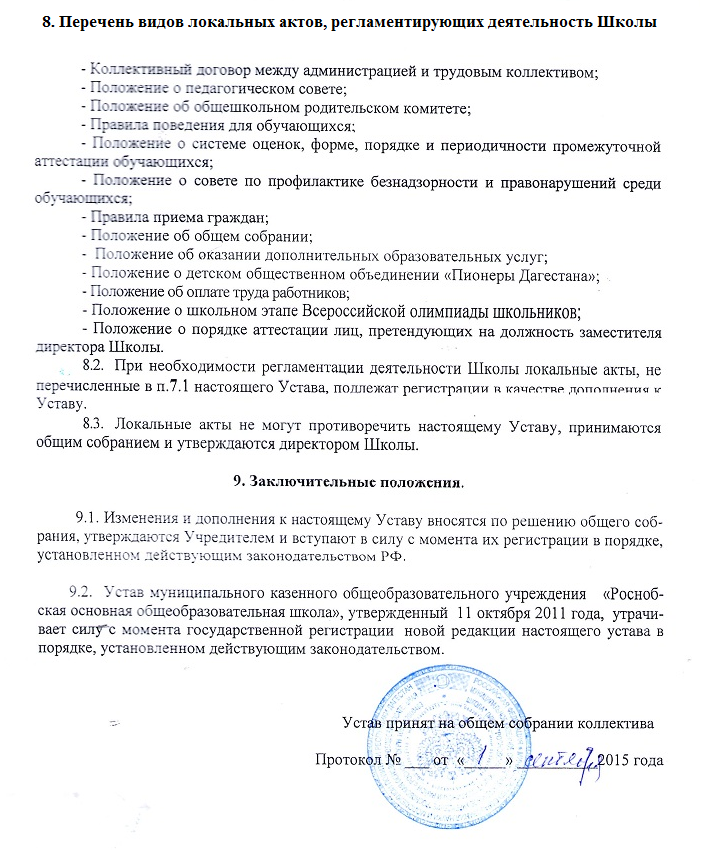 8. Перечень видов локальных актов, регламентирующих деятельность Школы
- Коллективный договор между администрацией и трудовым коллективом;
- Положение о педагогическом совете;
- Положение об общешкольном родительском комитете;
- Правила поведения для обучающихся;
- Положение о системе оценок, форме, порядке и периодичности промежуточной
аттестации обучающихся;
- Положение о совете по профилактике безнадзорности и правонарушений среди
обучающихся;
- Правила приема граждан;
- Положение об общем собрании;
- Положение об оказании дополнительных образовательных услуг;
- Положение о детском общественном объединении «Пионеры Дагестана»;
- Положение об оплате труда работников;
- Положение о школьном этапе Всероссийской олимпиады школьников;
- Положение о порядке аттестации лиц, претендующих на должность заместителя
директора Школы.
8.2. При необходимости регламентации деятельности Школы локальные акты, не
перечисленные в п.7.1 настоящего Устава, подлежат регистрации в качестве дополнения к
Уставу.
8.3. Локальные акты не могут противоречить настоящему Уставу, принимаются
общим собранием и утверждаются директором Школы.
9. Заключительные положения.
9.1. Изменения и дополнения к настоящему Уставу вносятся по решению общего соб-
рания, утверждаются Учредителем и вступают в силу с момента их регистрации в порядке,
установленном действующим законодательством РФ.
9.2. Устав муниципального казенного общеобразовательного учреждения «Росноб-
ская основная общеобразовательная школа», утвержденный 11 октября 2011 года, утрачи-
вает силу с момента государственной регистрации новой редакции настоящего устава в
порядке, установленном действующим законодательством.
Устав принят на общем собрании коллектива
Протокол № ___ от «1» сентября 2015 года